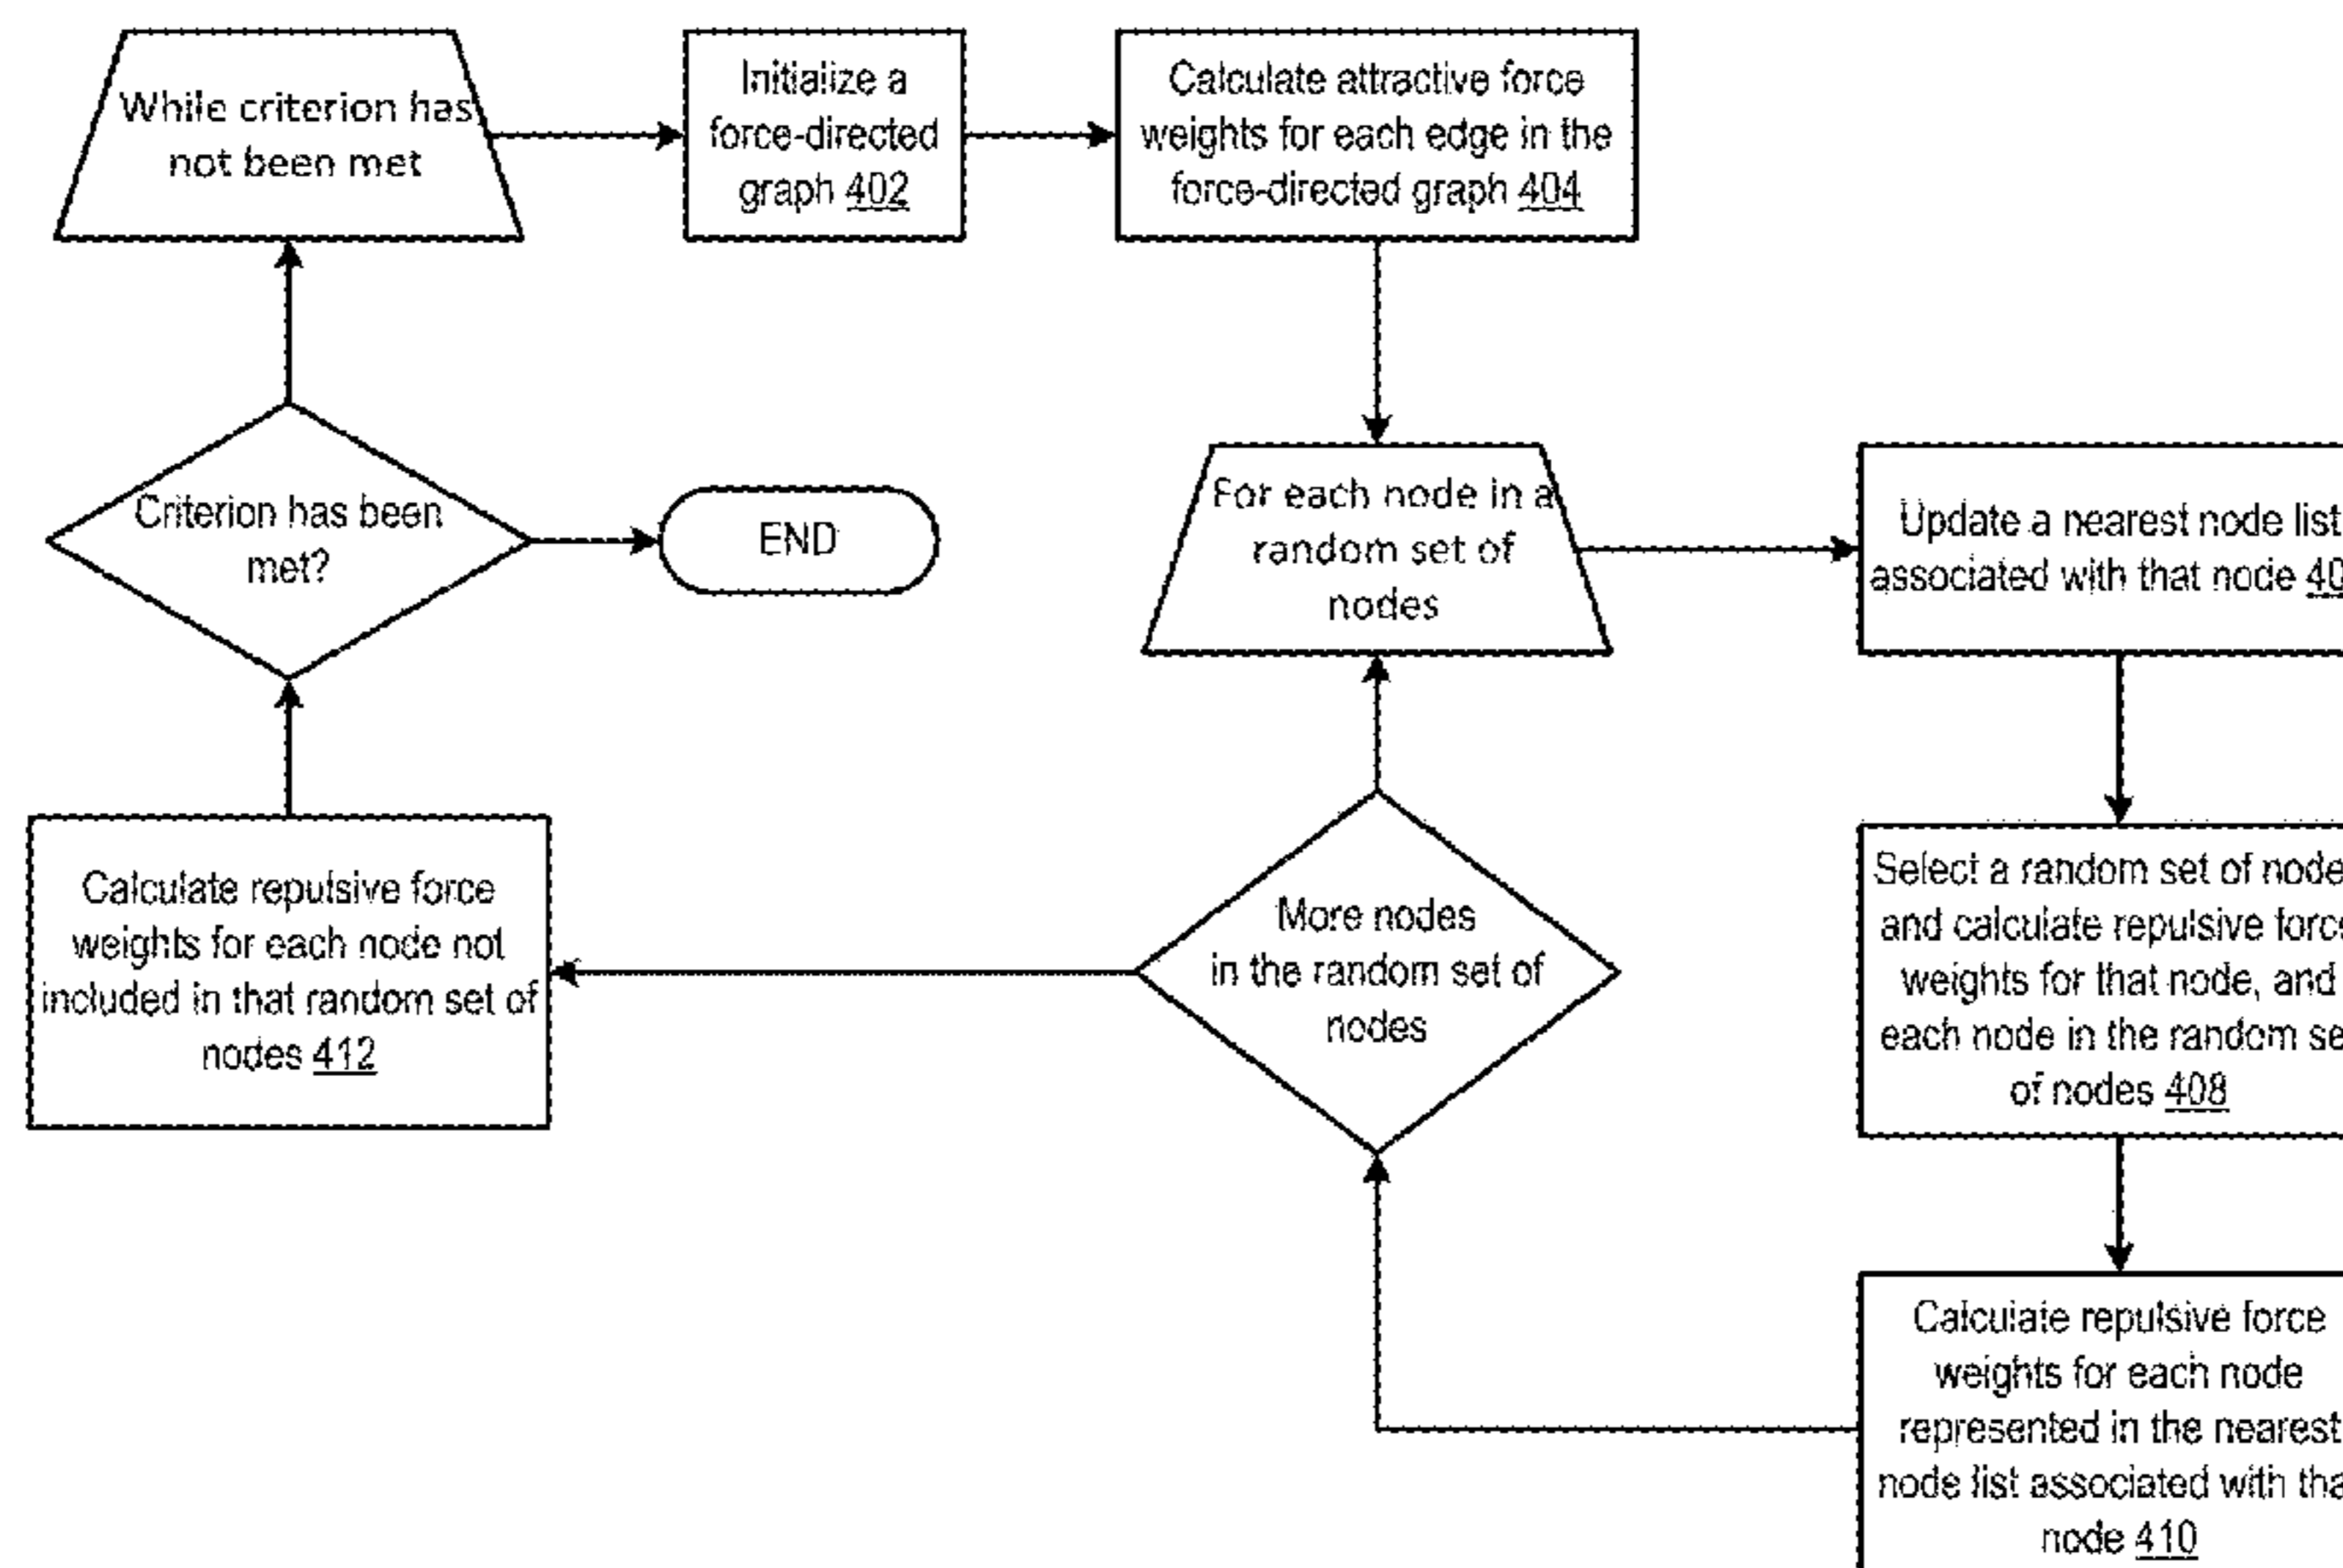 While criterion has
not been met
Initialize a
force-directed
graph 402
Calculate attractive force
weights for each edge in the
force-directed graph 404
Criterion has been
met?
END
For each node in a
random set of
nodes
Update a nearest node list
associated with that node
Calculate repulsive force
weights for each node not
included in that random set of
nodes 412
More nodes
in the random set of
nodes
Select a random set of
and calculate repulsive
weights for that node, and
each node in the random
of nodes 408
Calculate repulsive force
weights for each node
represented in the nearest
node list associated with
node 410